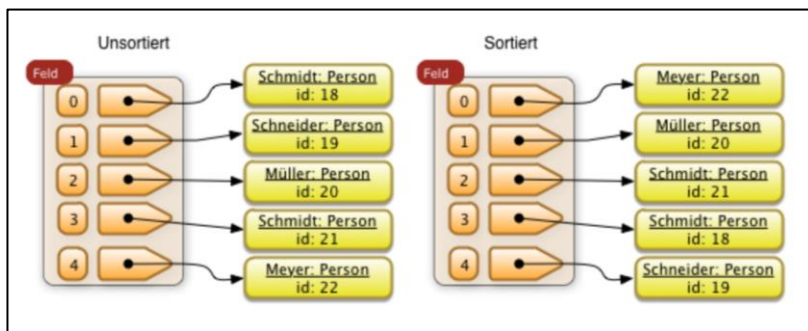 Unsortiert
Feld
0
Schmidt: Person
id: 18
1
Schneider: Person
id: 19
2
Müller: Person
id: 20
3
Schmidt: Person
id: 21
4
Meyer: Person
id: 22
Sortiert
Feld
0
Meyer: Person
id: 22
1
Müller: Person
id: 20
2
Schmidt: Person
id: 21
3
Schmidt: Person
id: 18
4
Schneider: Person
id: 19